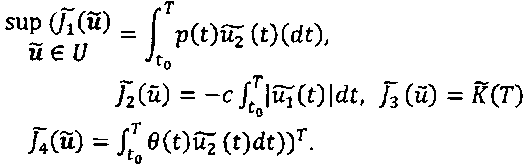 sup (J̃₁(ũ) = ∫_{t₀}^{T} p(t)ũ₂(t)(dt),
ũ ∈ U
J̃₂(ũ) = −c ∫_{t₀}^{T} |ũ₁(t)|dt, J̃₃(ũ) = K̃(T)
J̃₄(ũ) = ∫_{t₀}^{T} θ(t)ũ₂(t)dt))ᵀ.